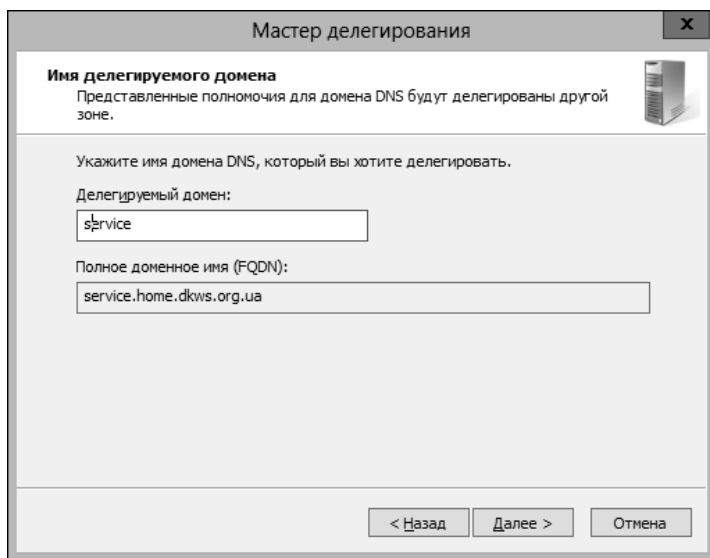 Мастер делегирования
x
Имя делегируемого домена
Представленные полномочия для домена DNS будут делегированы другой
зоне.
Укажите имя домена DNS, который вы хотите делегировать.
Делегируемый домен:
service
Полное доменное имя (FQDN):
service.home.dkws.org.ua
< Назад Далее > Отмена